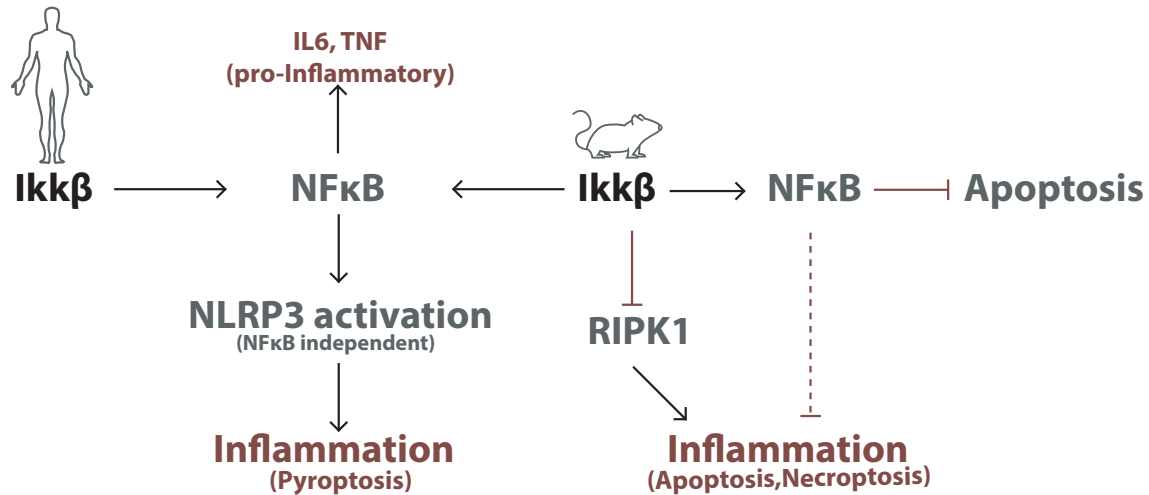 IL6, TNF
(pro-Inflammatory)
Ikkβ
NFκB
Ikkβ
NFκB
Apoptosis
NLRP3 activation
(NFκB independent)
RIPK1
Inflammation
(Pyroptosis)
Inflammation
(Apoptosis,Necroptosis)